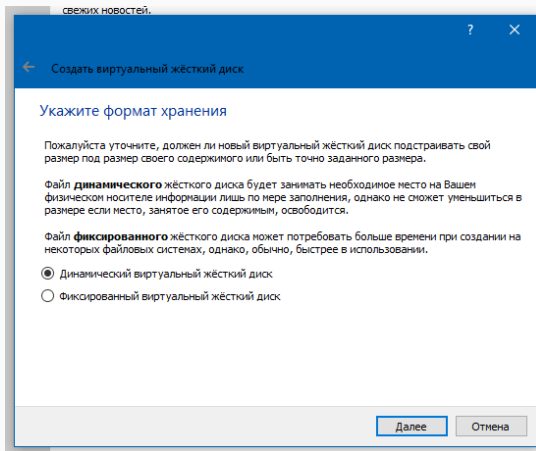 свежих новостей.
?
Создать виртуальный жёсткий диск
Укажите формат хранения
Пожалуйста уточните, должен ли новый виртуальный жёсткий диск подстраивать свой
размер под размер своего содержимого или быть точно заданного размера.
Файл динамического жёсткого диска будет занимать необходимое место на Вашем
физическом носителе информации лишь по мере заполнения, однако не сможет уменьшиться в
размере если место, занятое его содержимым, освободится.
Файл фиксированного жёсткого диска может потребовать больше времени при создании на
некоторых файловых системах, однако, обычно, быстрее в использовании.
Динамический виртуальный жёсткий диск
Фиксированный виртуальный жёсткий диск
Далее Отмена